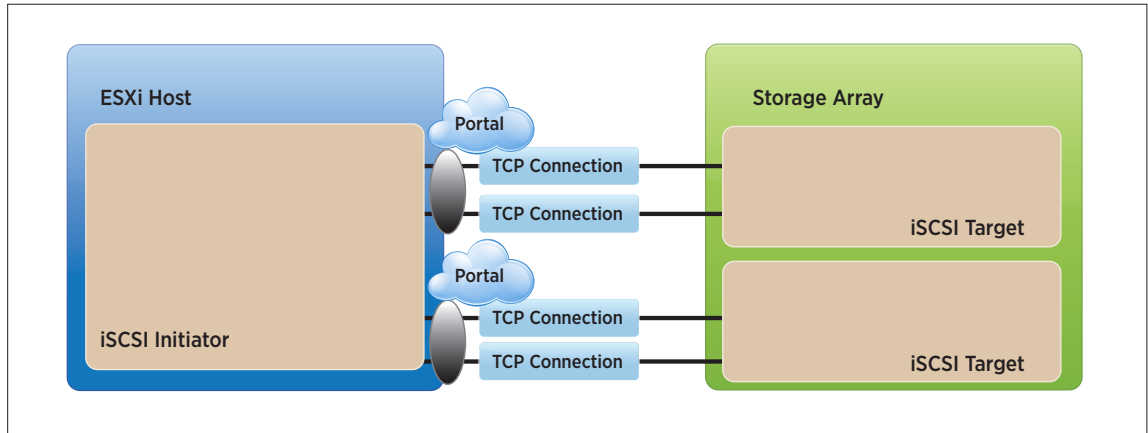 ESXi Host
Storage Array
Portal
TCP Connection
TCP Connection
iSCSI Target
Portal
TCP Connection
iSCSI Initiator
TCP Connection
iSCSI Target